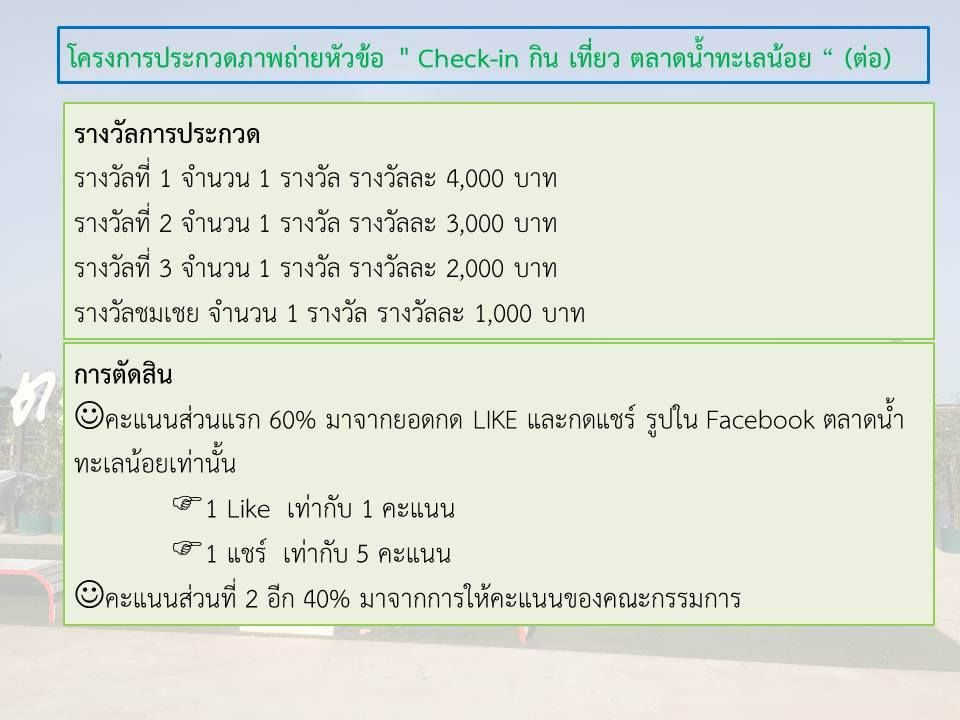 โครงการประกวดภาพถ่ายหัวข้อ " Check-in กิน เที่ยว ตลาดน้ำทะเลน้อย “ (ต่อ)
รางวัลการประกวด
รางวัลที่ 1 จำนวน 1 รางวัล รางวัลละ 4,000 บาท
รางวัลที่ 2 จำนวน 1 รางวัล รางวัลละ 3,000 บาท
รางวัลที่ 3 จำนวน 1 รางวัล รางวัลละ 2,000 บาท
รางวัลชมเชย จำนวน 1 รางวัล รางวัลละ 1,000 บาท
การตัดสิน
☺คะแนนส่วนแรก 60% มาจากยอดกด LIKE และกดแชร์ รูปใน Facebook ตลาดน้ำ
ทะเลน้อยเท่านั้น
☞1 Like เท่ากับ 1 คะแนน
☞1 แชร์ เท่ากับ 5 คะแนน
☺คะแนนส่วนที่ 2 อีก 40% มาจากการให้คะแนนของคณะกรรมการ